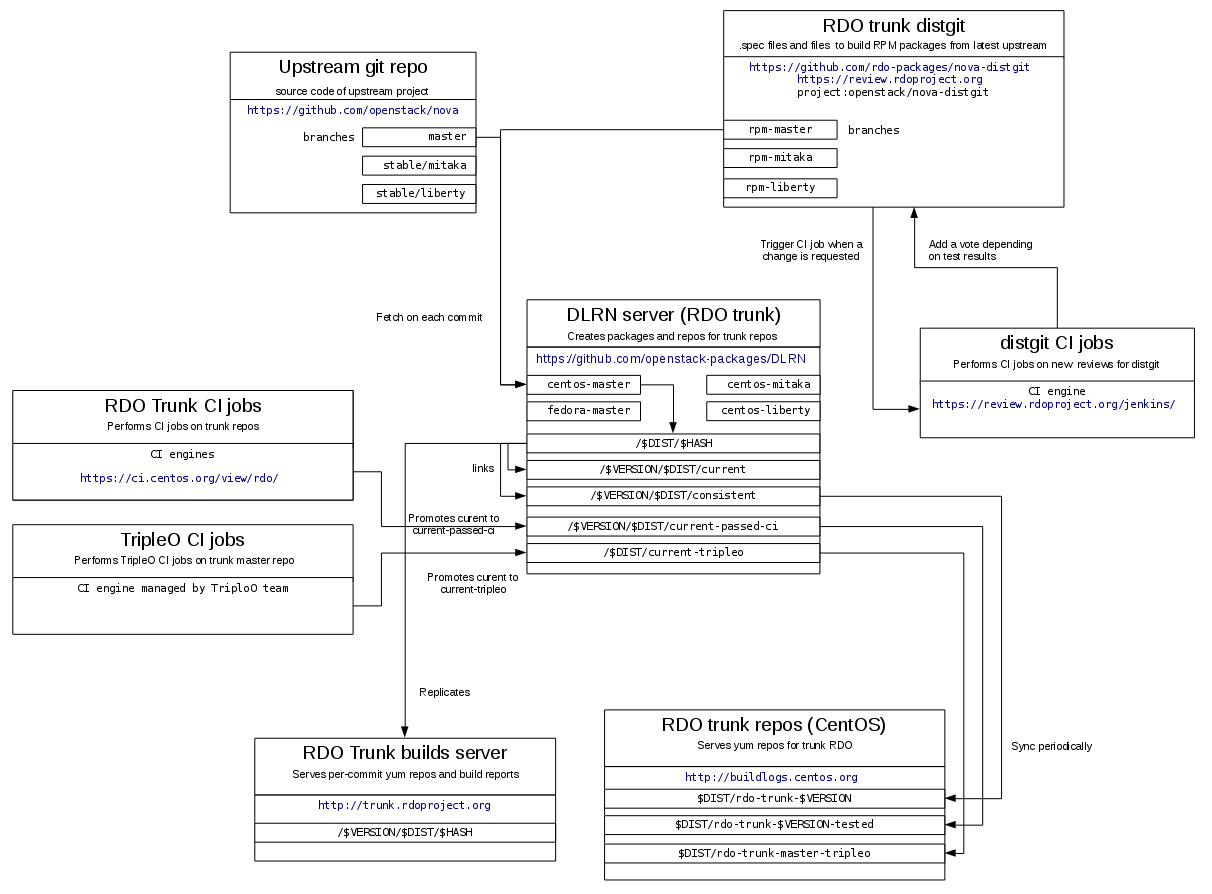 RDO trunk distgit
.spec files and files to build RPM packages from latest upstream
https://github.com/rdo-packages/nova-distgit
https://review.rdoproject.org
project:openstack/nova-distgit
rpm-master
branches
rpm-mitaka
rpm-liberty
Upstream git repo
source code of upstream project
https://github.com/openstack/nova
branches
master
stable/mitaka
stable/liberty
Trigger CI job when a
change is requested
Add a vote depending
on test results
Fetch on each commit
DLRN server (RDO trunk)
Creates packages and repos for trunk repos
https://github.com/openstack-packages/DLRN
centos-master
centos-mitaka
fedora-master
centos-liberty
/$DIST/$HASH
/$VERSION/$DIST/current
/$VERSION/$DIST/consistent
/$VERSION/$DIST/current-passed-ci
/$DIST/current-tripleo
distgit CI jobs
Performs CI jobs on new reviews for distgit
CI engine
https://review.rdoproject.org/jenkins/
RDO Trunk CI jobs
Performs CI jobs on trunk repos
CI engines
https://ci.centos.org/view/rdo/
links
Promotes curent to
current-passed-ci
TripleO CI jobs
Performs TripleO CI jobs on trunk master repo
CI engine managed by TriploO team
Promotes curent to
current-tripleo
Replicates
RDO Trunk builds server
Serves per-commit yum repos and build reports
http://trunk.rdoproject.org
/$VERSION/$DIST/$HASH
RDO trunk repos (CentOS)
Serves yum repos for trunk RDO
http://buildlogs.centos.org
$DIST/rdo-trunk-$VERSION
$DIST/rdo-trunk-$VERSION-tested
$DIST/rdo-trunk-master-tripleo
Sync periodically